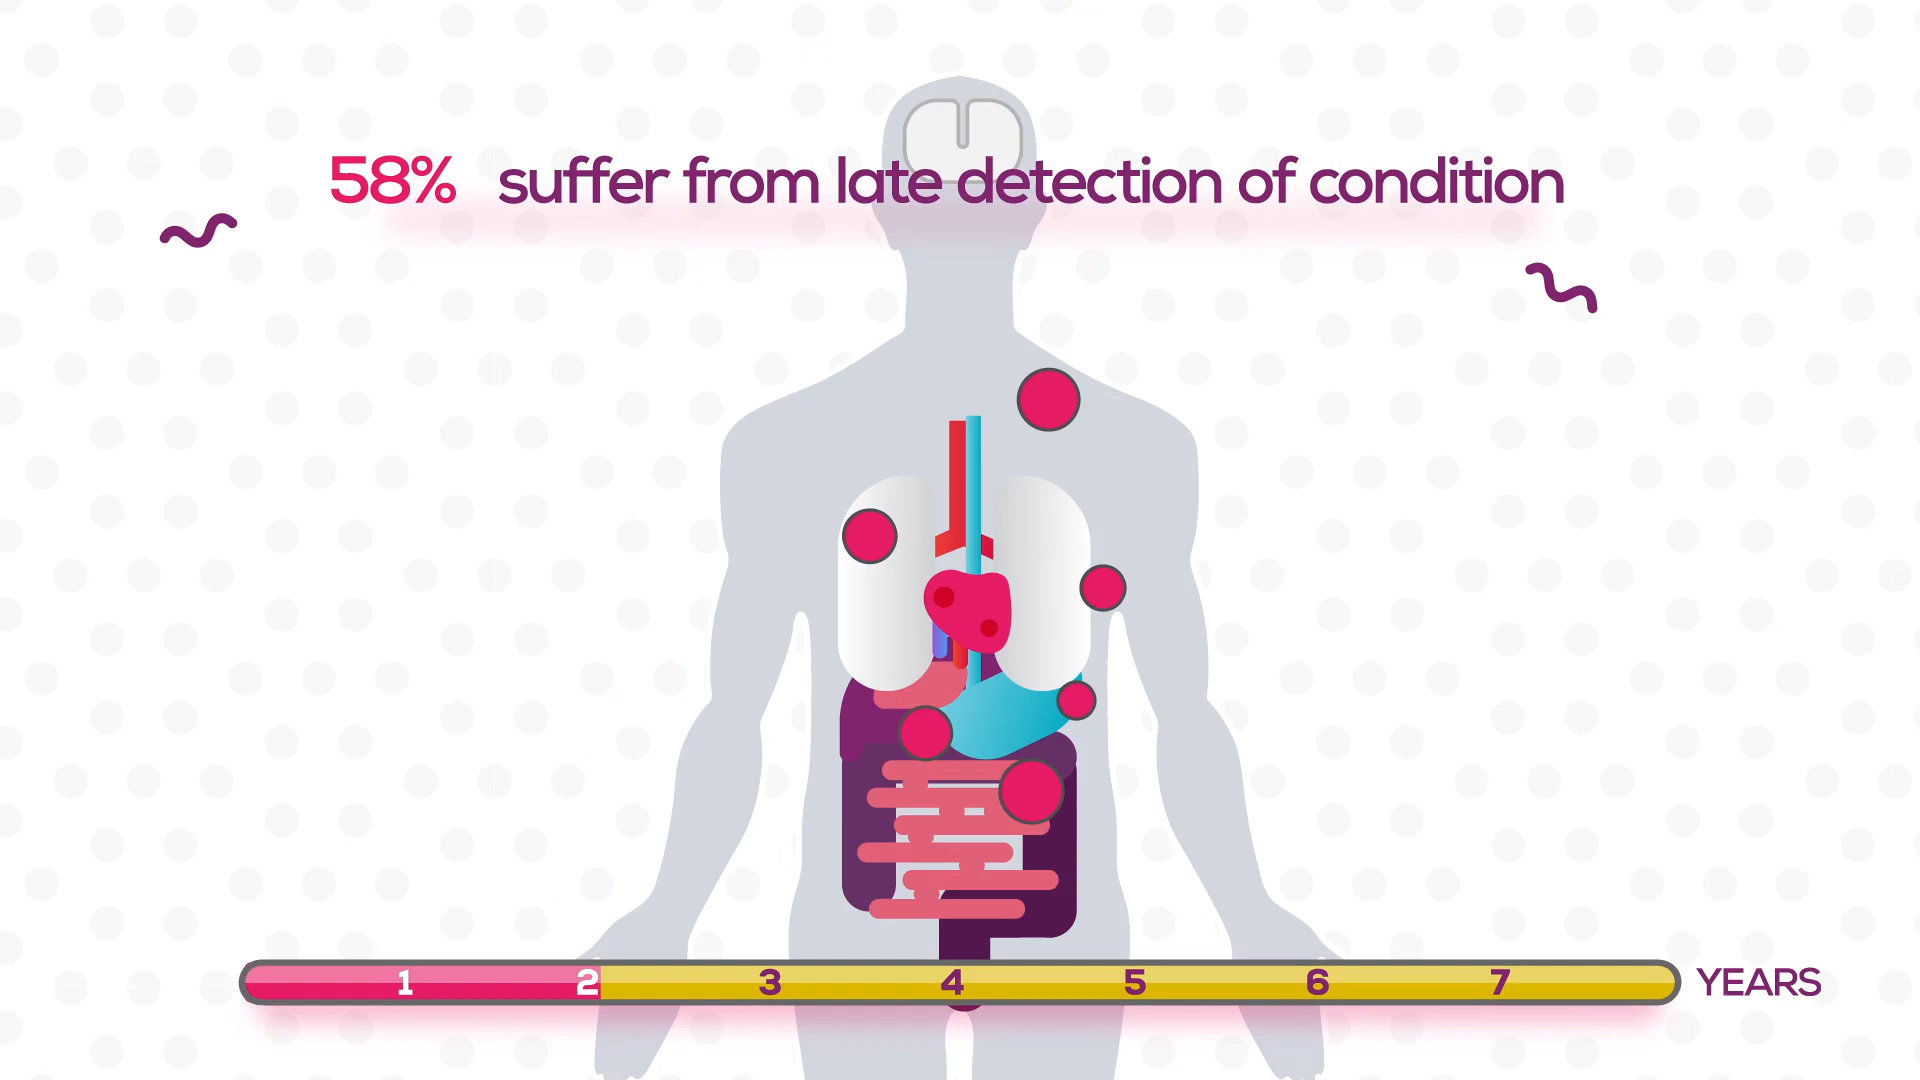 58% suffer from late detection of condition
1 2 3 4 5 6 7 YEARS